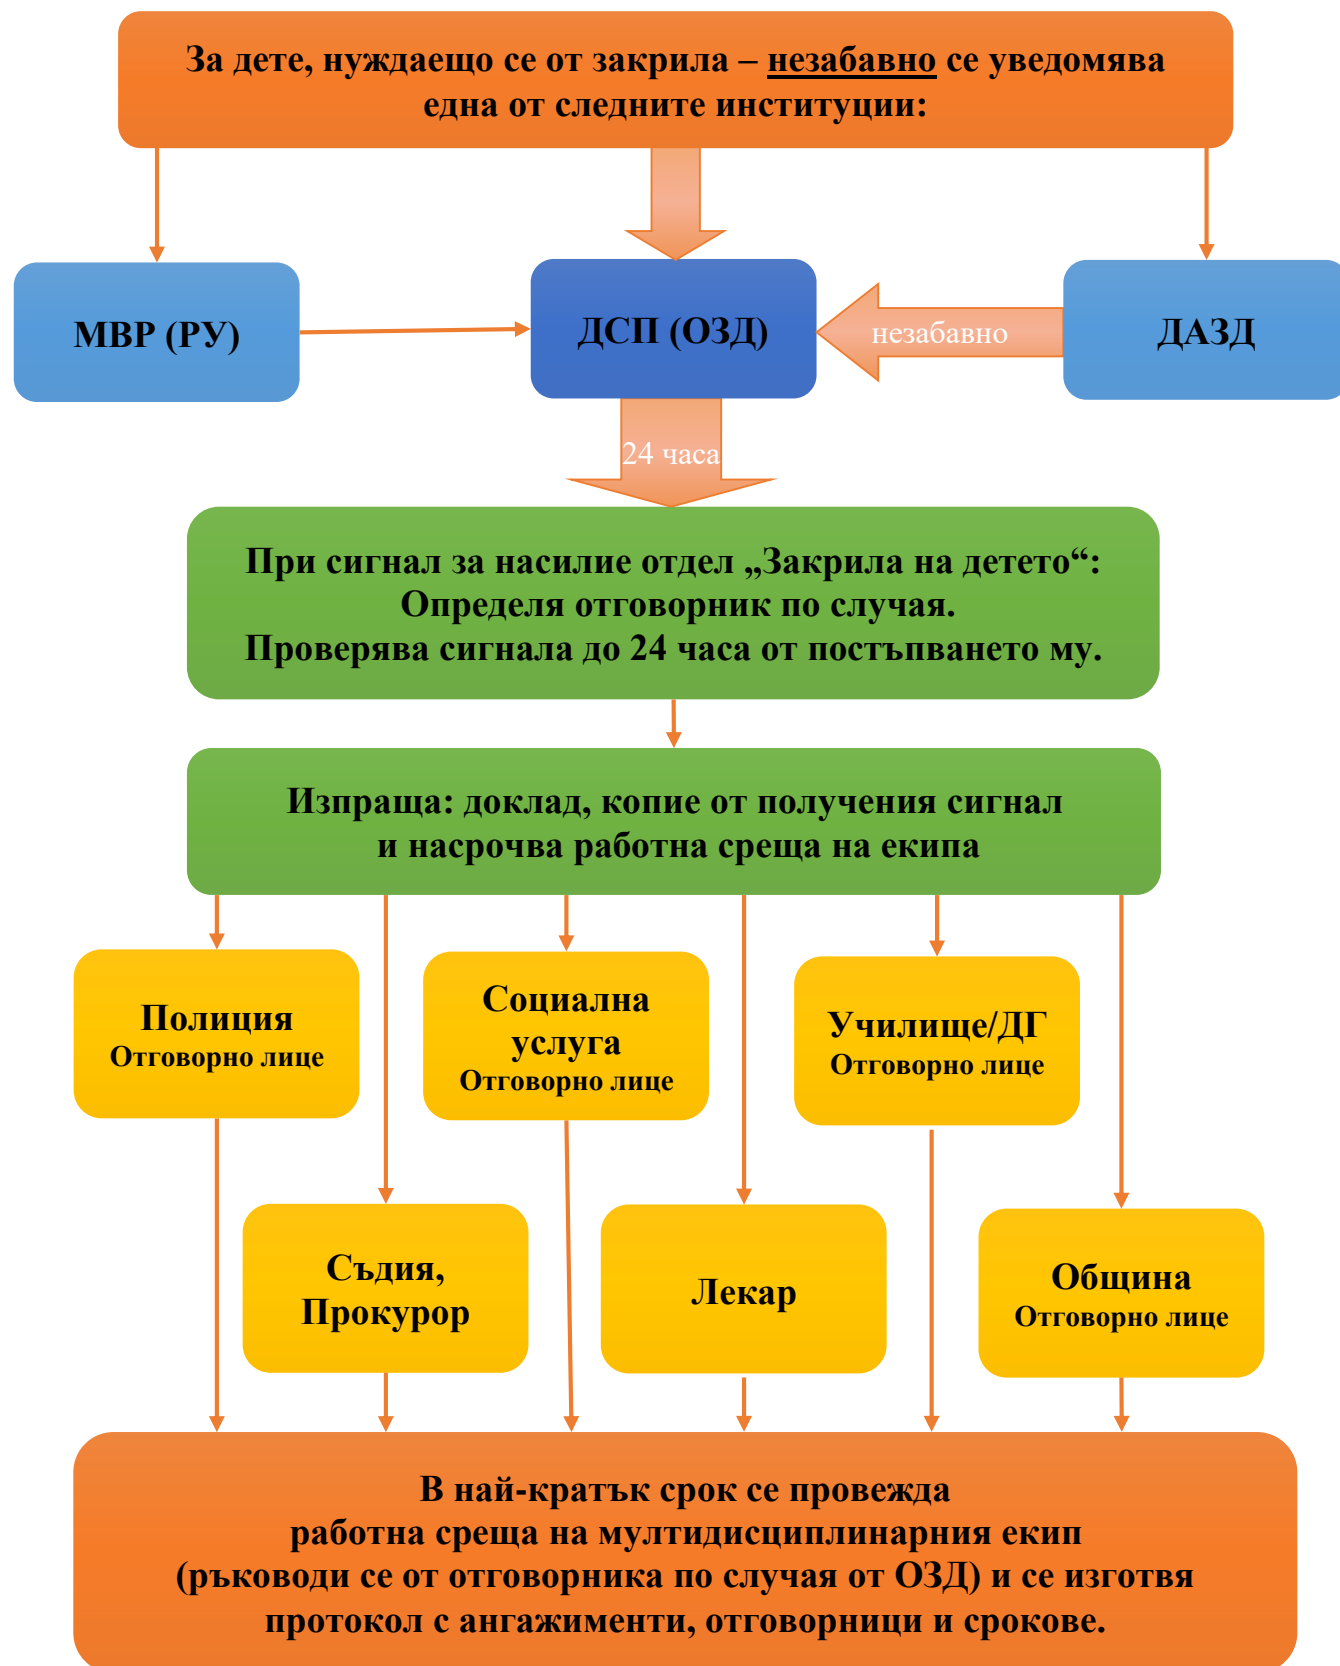 За дете, нуждаещо се от закрила – незабавно се уведомява
една от следните институции:
МВР (РУ)
ДСП (ОЗД)
незабавно
ДАЗД
24 часа
При сигнал за насилие отдел „Закрила на детето“:
Определя отговорник по случая.
Проверява сигнала до 24 часа от постъпването му.
Изпраща: доклад, копие от получения сигнал
и насрочва работна среща на екипа
Полиция
Отговорно лице
Социална
услуга
Отговорно лице
Училище/ДГ
Отговорно лице
Съдия,
Прокурор
Лекар
Община
Отговорно лице
В най-кратък срок се провежда
работна среща на мултидисциплинарния екип
(ръководи се от отговорника по случая от ОЗД) и се изготвя
протокол с ангажименти, отговорници и срокове.